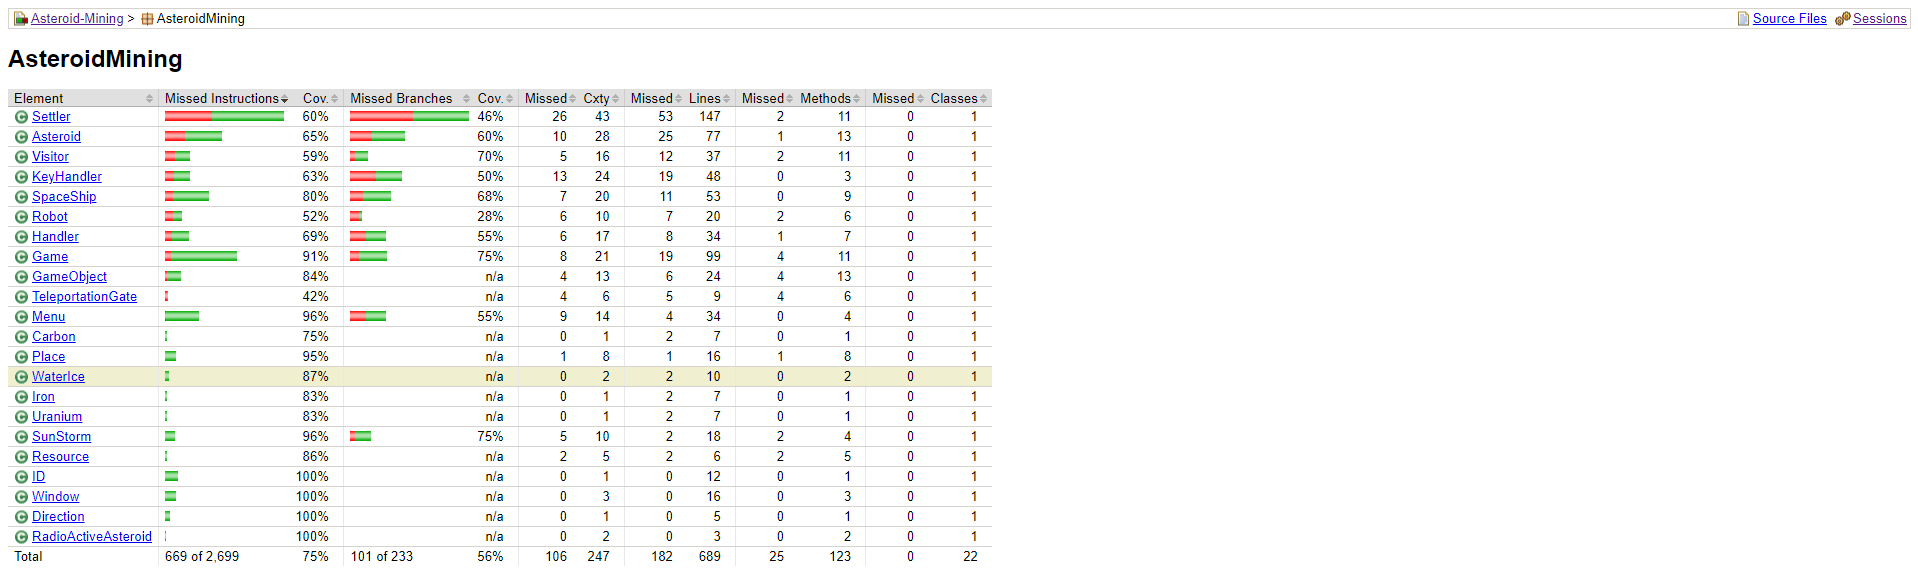 Asteroid-Mining > AsteroidMining Source Files Sessions
AsteroidMining
Element Missed Instructions Cov. Missed Branches Cov. Missed Cxty Missed Lines Missed Methods Missed Classes
Settler 60% 46% 26 43 53 147 2 11 0 1
Asteroid 65% 60% 10 28 25 77 1 13 0 1
Visitor 59% 70% 5 16 12 37 2 11 0 1
KeyHandler 63% 50% 13 24 19 48 0 3 0 1
SpaceShip 80% 68% 7 20 11 53 0 9 0 1
Robot 52% 28% 6 10 7 20 2 6 0 1
Handler 69% 55% 6 17 8 34 1 7 0 1
Game 91% 75% 8 21 19 99 4 11 0 1
GameObject 84% n/a 4 13 6 24 4 13 0 1
TeleportationGate 42% n/a 4 6 5 9 4 6 0 1
Menu 96% 55% 9 14 4 34 0 4 0 1
Carbon 75% n/a 0 1 2 7 0 1 0 1
Place 95% n/a 1 8 1 16 1 8 0 1
WaterIce 87% n/a 0 2 2 10 0 2 0 1
Iron 83% n/a 0 1 2 7 0 1 0 1
Uranium 83% n/a 0 1 2 7 0 1 0 1
SunStorm 96% 75% 5 10 2 18 2 4 0 1
Resource 86% n/a 2 5 2 6 2 5 0 1
ID 100% n/a 0 1 0 12 0 1 0 1
Window 100% n/a 0 3 0 16 0 3 0 1
Direction 100% n/a 0 1 0 5 0 1 0 1
RadioActiveAsteroid 100% n/a 0 2 0 3 0 2 0 1
Total 669 of 2,699 75% 101 of 233 56% 106 247 182 689 25 123 0 22